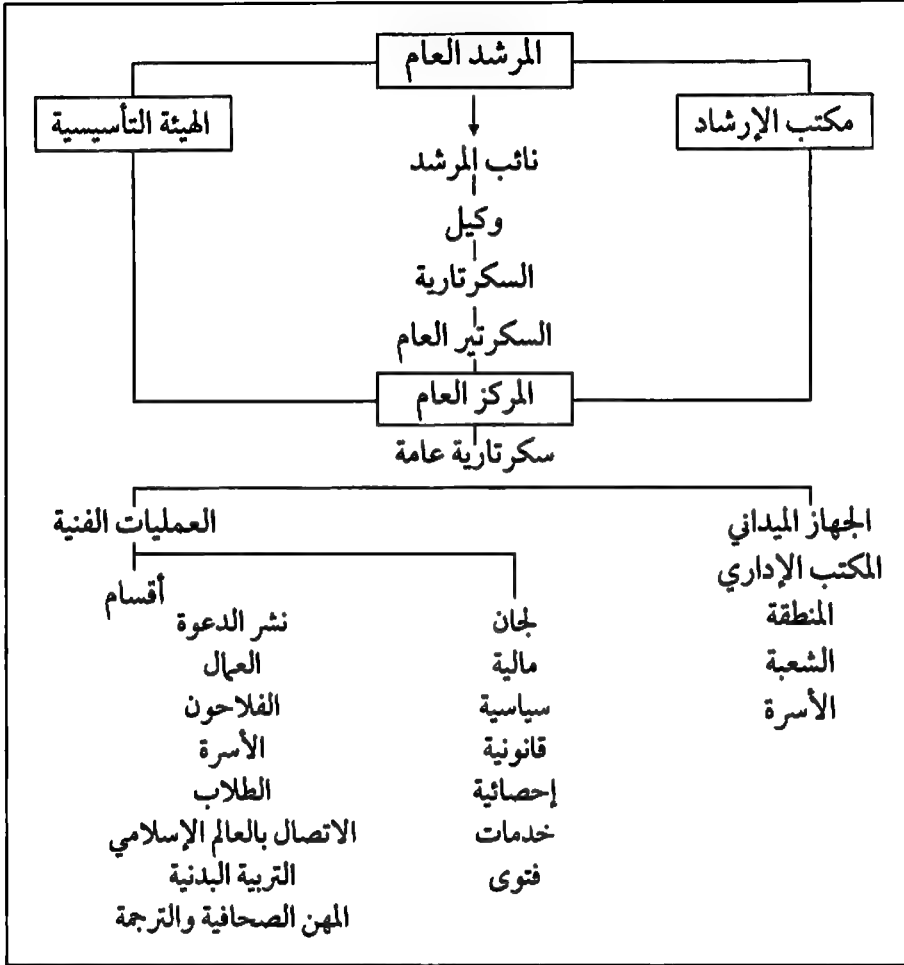 المرشد العام
مكتب الإرشاد
الهيئة التأسيسية
نائب المرشد
وكيل
السكرتارية
السكرتير العام
المركز العام
سكرتارية عامة
الجهاز الميداني
المكتب الإداري
المنطقة
الشعبة
الأسرة
العمليات الفنية
لجان
مالية
سياسية
قانونية
إحصائية
خدمات
فتوى
أقسام
نشر الدعوة
العمال
الفلاحون
الأسرة
الطلاب
الاتصال بالعالم الإسلامي
التربية البدنية
المهن الصحافية والترجمة